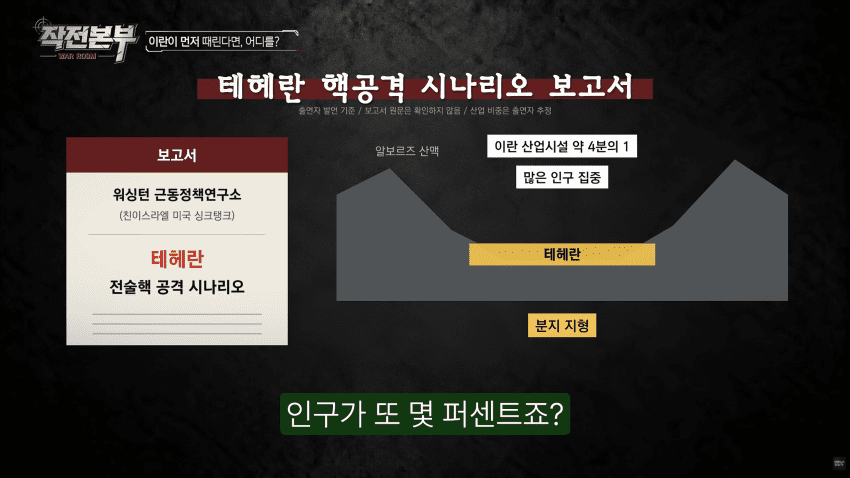 작전본부
WAR ROOM
이란이 먼저 때린다면, 어디를?
테헤란 핵공격 시나리오 보고서
출연자 발언 기준 / 보고서 원문은 확인하지 않음 / 산업 비중은 출연자 추정
보고서
워싱턴 근동정책연구소
(친이스라엘 미국 싱크탱크)
테헤란
전술핵 공격 시나리오
알보르즈 산맥
이란 산업시설 약 4분의 1
많은 인구 집중
테헤란
분지 지형
인구가 또 몇 퍼센트죠?